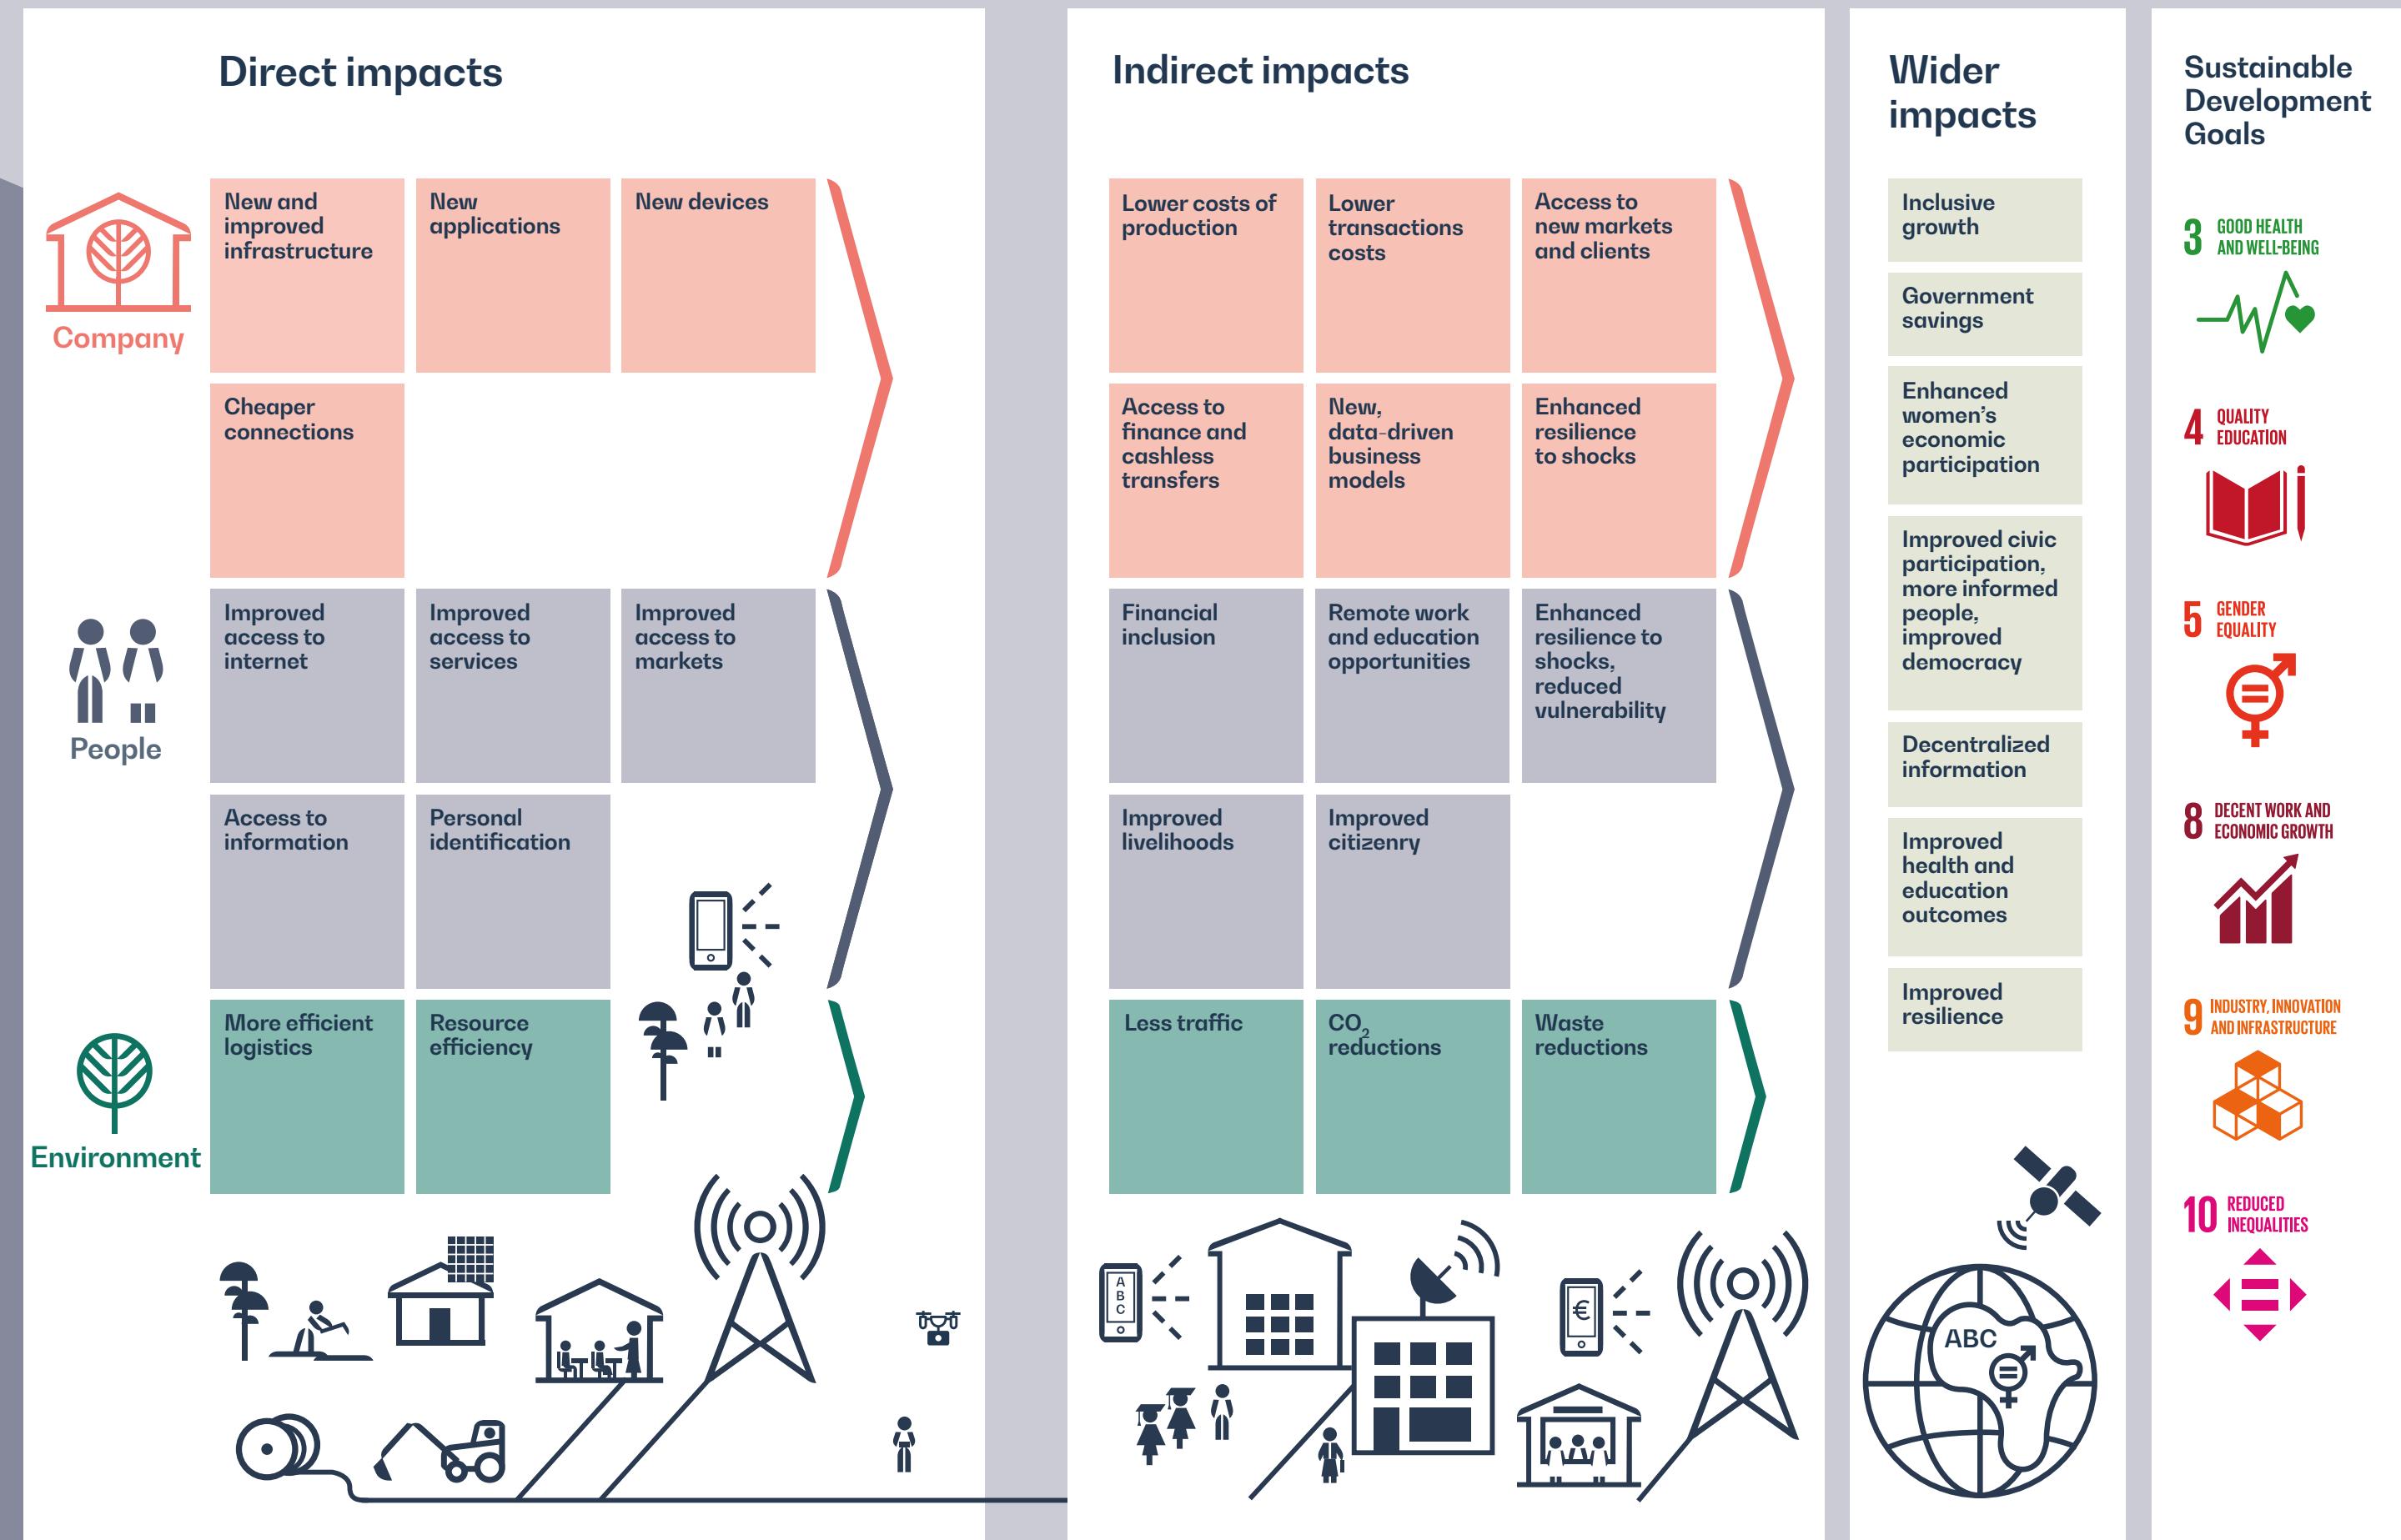 Direct impacts
Company
New and
improved
infrastructure
New
applications
New devices
Cheaper
connections
People
Improved
access to
internet
Improved
access to
services
Improved
access to
markets
Access to
information
Personal
identification
Environment
More efficient
logistics
Resource
efficiency
Indirect impacts
Lower costs of
production
Lower
transactions
costs
Access to
new markets
and clients
Access to
finance and
cashless
transfers
New,
data-driven
business
models
Enhanced
resilience
to shocks
Financial
inclusion
Remote work
and education
opportunities
Enhanced
resilience to
shocks,
reduced
vulnerability
Improved
livelihoods
Improved
citizenry
Less traffic
CO₂
reductions
Waste
reductions
A
B
C
€
Wider
impacts
Inclusive
growth
Government
savings
Enhanced
women’s
economic
participation
Improved civic
participation,
more informed
people,
improved
democracy
Decentralized
information
Improved
health and
education
outcomes
Improved
resilience
ABC
Sustainable
Development
Goals
3 GOOD HEALTH
AND WELL-BEING
4 QUALITY
EDUCATION
5 GENDER
EQUALITY
8 DECENT WORK AND
ECONOMIC GROWTH
9 INDUSTRY, INNOVATION
AND INFRASTRUCTURE
10 REDUCED
INEQUALITIES